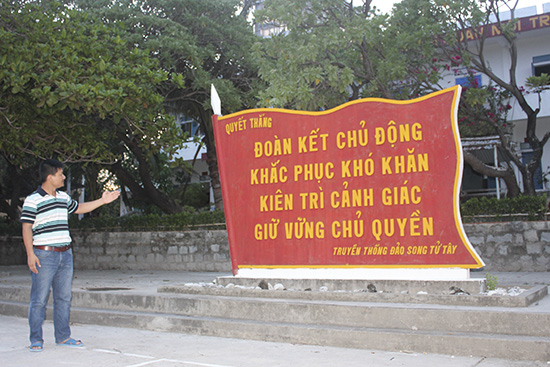 QUYẾT THẮNG
ĐOÀN KẾT CHỦ ĐỘNG
KHẮC PHỤC KHÓ KHĂN
KIÊN TRÌ CẢNH GIÁC
GIỮ VỮNG CHỦ QUYỀN
TRUYỀN THỐNG ĐẢO SONG TỬ TÂY